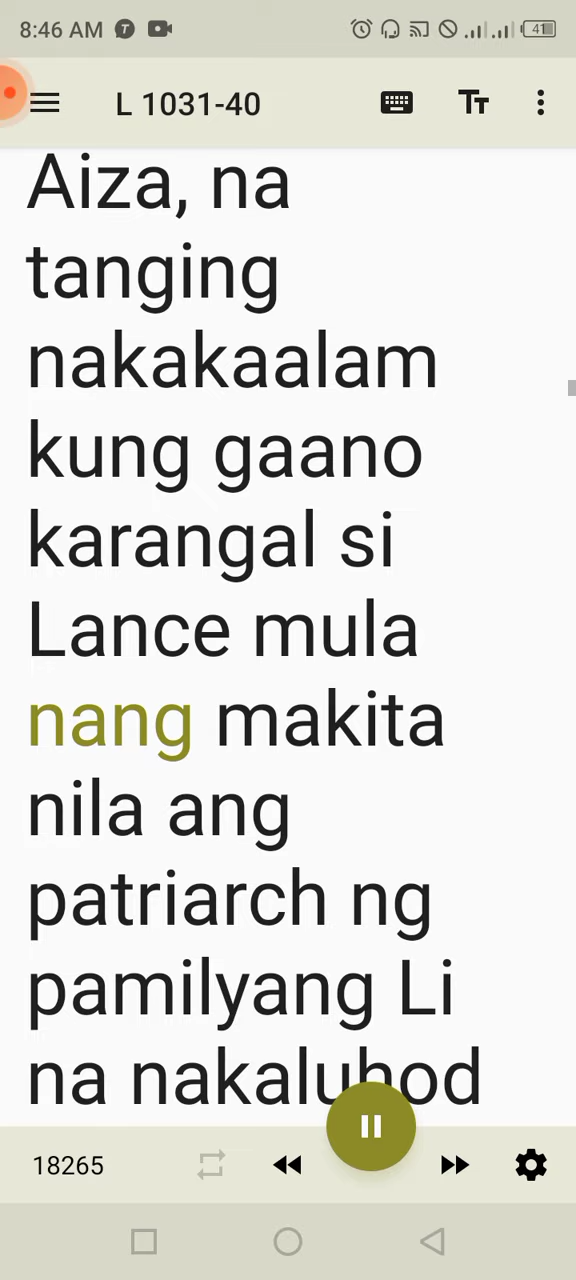 8:46 AM
41
L 1031-40
Aiza, na
tanging
nakakaalam
kung gaano
karangal si
Lance mula
nang makita
nila ang
patriarch ng
pamilyang Li
na nakaluhod
18265